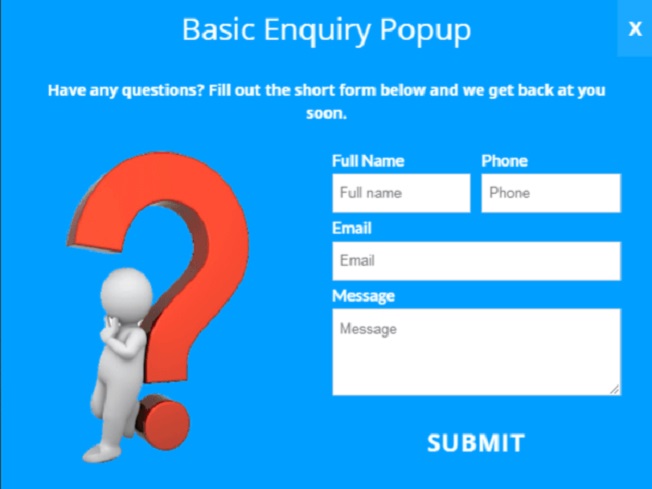 Basic Enquiry Popup
X
Have any questions? Fill out the short form below and we get back at you
soon.
Full Name Phone
Full name Phone
Email
Email
Message
Message
SUBMIT